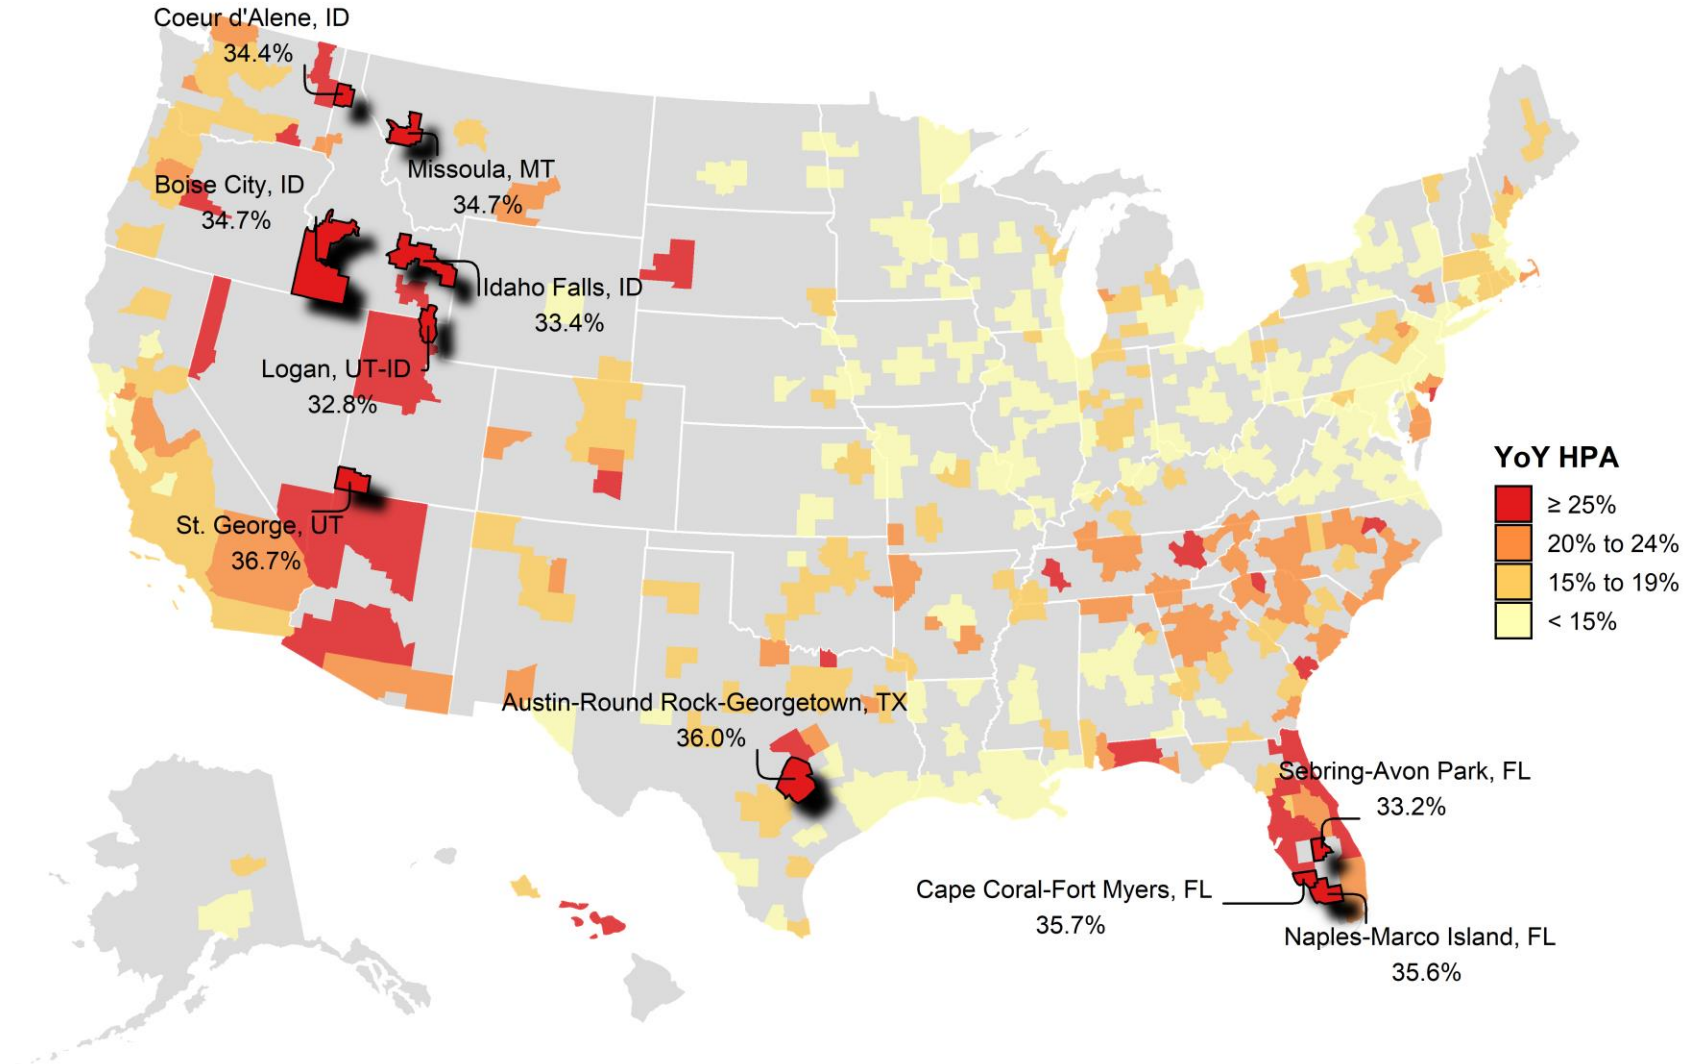 Coeur d'Alene, ID
34.4%
Missoula, MT
34.7%
Boise City, ID
34.7%
Idaho Falls, ID
33.4%
Logan, UT-ID
32.8%
St. George, UT
36.7%
Austin-Round Rock-Georgetown, TX
36.0%
Sebring-Avon Park, FL
33.2%
Cape Coral-Fort Myers, FL
35.7%
Naples-Marco Island, FL
35.6%
YoY HPA
≥ 25%
20% to 24%
15% to 19%
< 15%